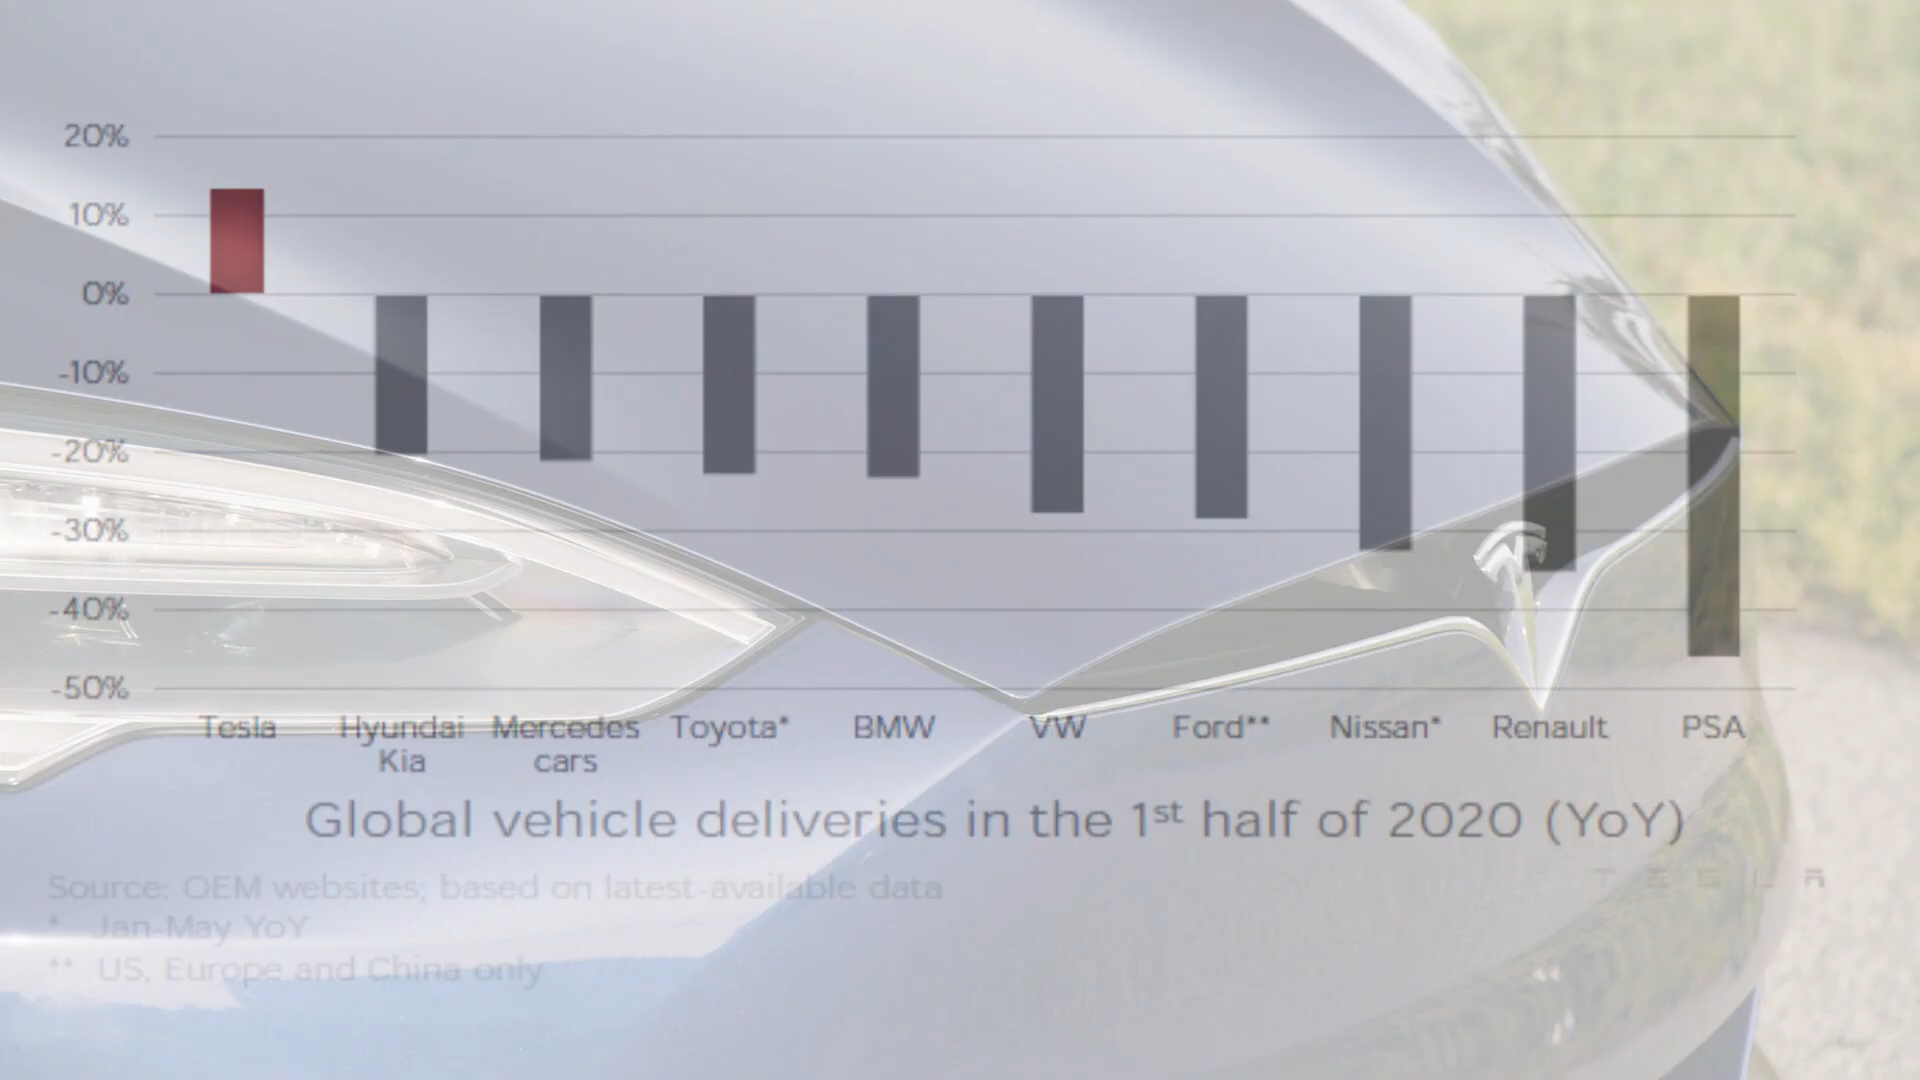 20%
10%
0%
-10%
-20%
-30%
-40%
-50%
Tesla Hyundai Kia Mercedes cars Toyota* BMW VW Ford** Nissan* Renault PSA
Global vehicle deliveries in the 1st half of 2020 (YoY)
Source: OEM websites; based on latest-available data
* Jan-May YoY
** US, Europe and China only
TESLA